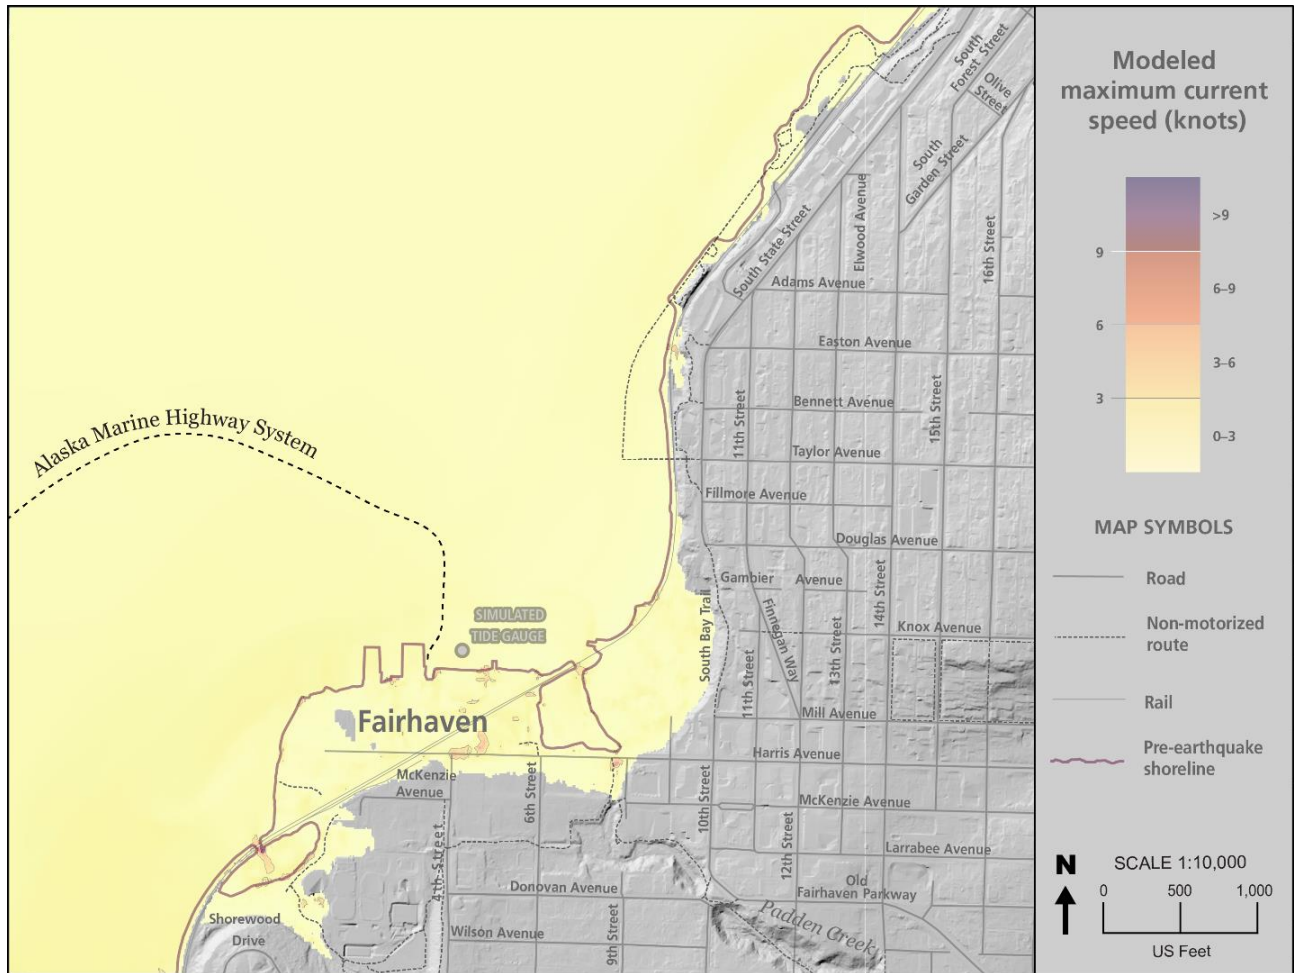 South
Forest Street
Olive
Street
South
Garden Street
Elwood Avenue
16th Street
South State Street
Adams Avenue
Easton Avenue
11th Street
Bennett Avenue
15th Street
Taylor Avenue
Alaska Marine Highway System
Fillmore Avenue
Douglas Avenue
Gambier Avenue
14th Street
South Bay Trail
Finnegan Way
SIMULATED
TIDE GAUGE
Knox Avenue
13th Street
11th Street
Mill Avenue
Fairhaven
Harris Avenue
McKenzie
Avenue
6th Street
10th Street
McKenzie Avenue
12th Street
Larrabee Avenue
4th Street
Donovan Avenue
Old
Fairhaven Parkway
Padden Creek
Shorewood
Drive
Wilson Avenue
9th Street
Modeled
maximum current
speed (knots)
>9
9
6–9
6
3–6
3
0–3
MAP SYMBOLS
Road
Non-motorized
route
Rail
Pre-earthquake
shoreline
N
SCALE 1:10,000
0 500 1,000
US Feet